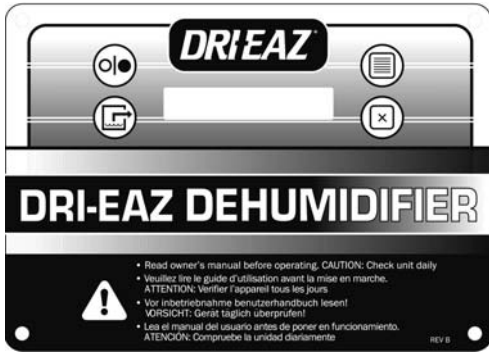 DRI-EAZ
DRI-EAZ DEHUMIDIFIER
• Read owner's manual before operating. CAUTION: Check unit daily
• Veuillez lire le guide d'utilisation avant la mise en marche.
ATTENTION: Verifier l'appareil tous les jours
• Vor inbetriebnahme benutzerhandbuch lesen!
VORSICHT: Gerät täglich überprüfen!
• Lea el manual del usuario antes de poner en funcionamiento.
ATENCIÓN: Compruebe la unidad diariamente
REV B